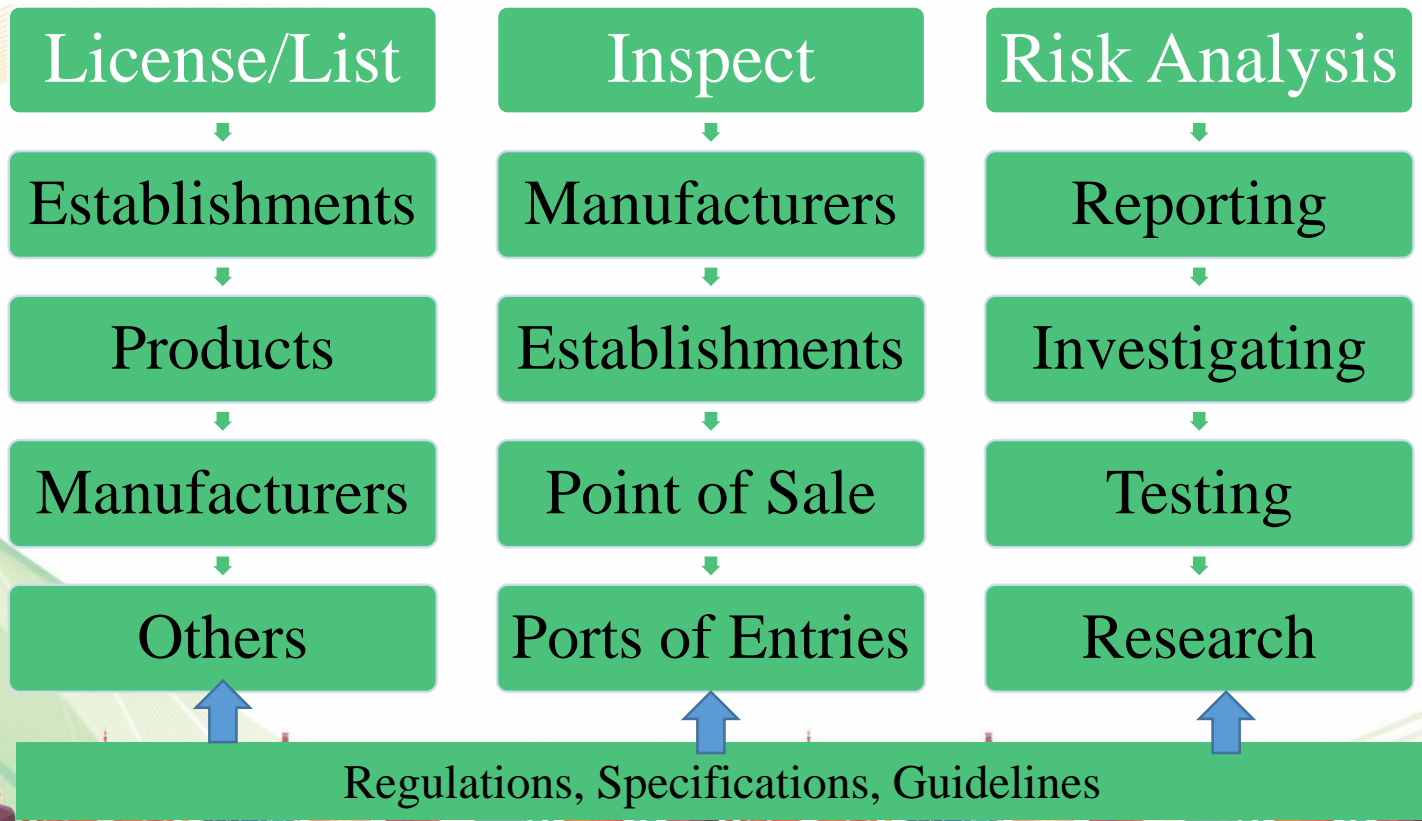 License/List
Establishments
Products
Manufacturers
Others
Inspect
Manufacturers
Establishments
Point of Sale
Ports of Entries
Risk Analysis
Reporting
Investigating
Testing
Research
Regulations, Specifications, Guidelines